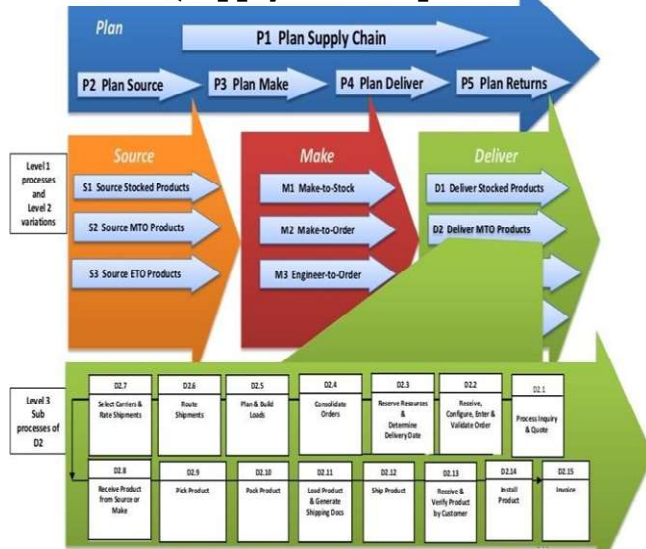 Plan
P1 Plan Supply Chain
P2 Plan Source
P3 Plan Make
P4 Plan Deliver
P5 Plan Returns
Level 1
processes
and
Level 2
variations
Source
S1 Source Stocked Products
S2 Source MTO Products
S3 Source ETO Products
Make
M1 Make-to-Stock
M2 Make-to-Order
M3 Engineer-to-Order
Deliver
D1 Deliver Stocked Products
D2 Deliver MTO Products
Level 3
Sub
processes of
D2
D2.7
Select Carriers &
Rate Shipments
D2.6
Route
Shipments
D2.5
Plan & Build
Loads
D2.4
Consolidate
Orders
D2.3
Reserve Resources
&
Determine
Delivery Date
D2.2
Receive,
Configure, Enter &
Validate Order
D2.1
Process Inquiry
& Quote
D2.8
Receive Product
from Source or
Make
D2.9
Pick Product
D2.10
Pack Product
D2.11
Load Product
& Generate
Shipping Docs
D2.12
Ship Product
D2.13
Receive &
Verify Product
by Customer
D2.14
Install
Product
D2.15
Invoice